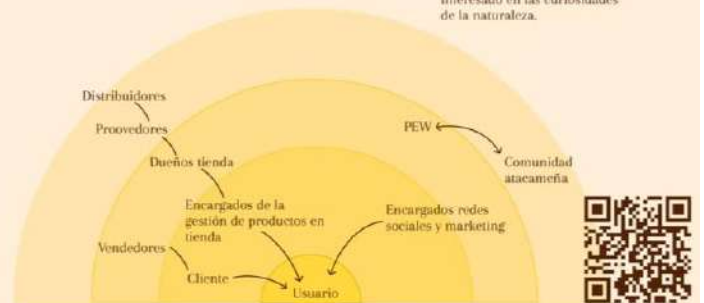 interesado en las curiosidades
de la naturaleza.
Distribuidores
Proovedores
PEW
Dueños tienda
Comunidad
atacameña
Encargados de la
gestión de productos en
tienda
Encargados redes
sociales y marketing
Vendedores
Cliente
Usuario